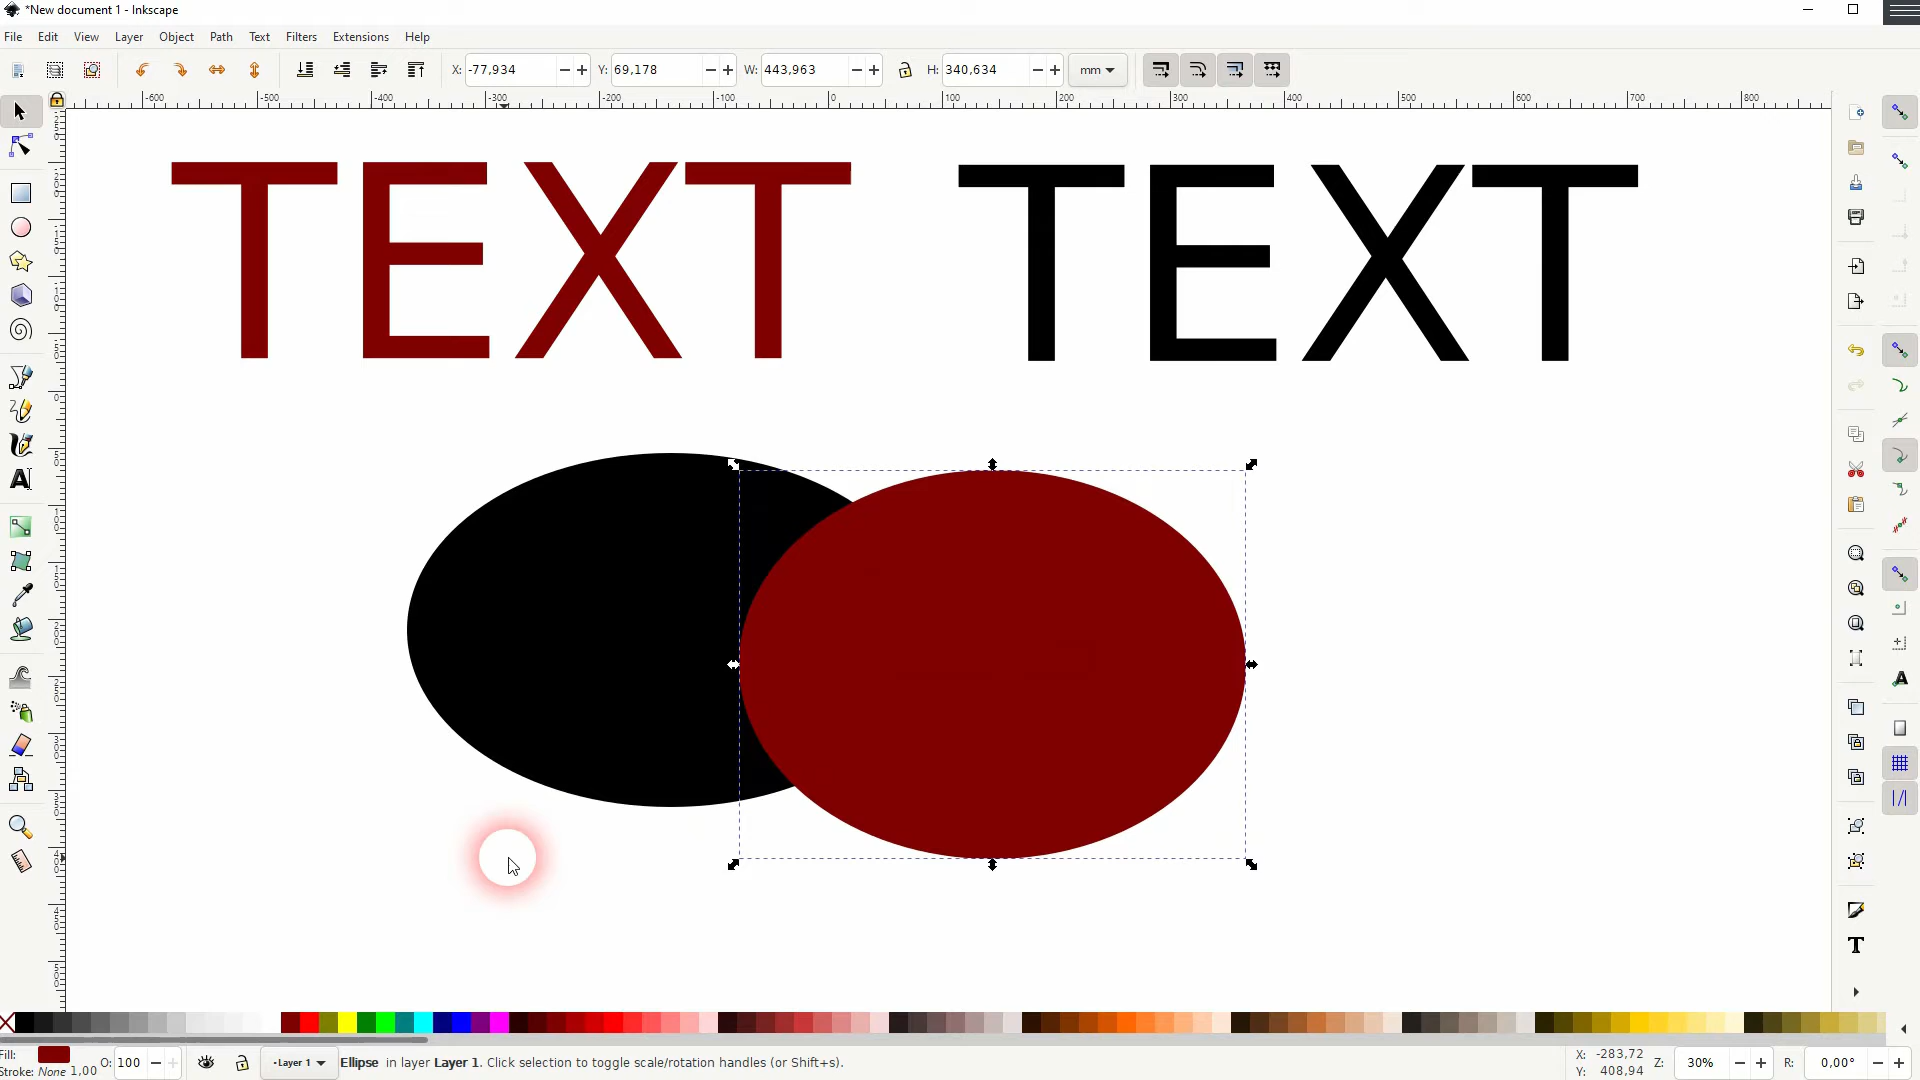 *New document 1 - Inkscape
File Edit View Layer Object Path Text Filters Extensions Help
X: -77,934 Y: 69,178 W: 443,963 H: 340,634 mm
-600 -500 -400 -300 -200 -100 0 100 200 300 400 500 600 700 800
TEXT TEXT
Fill: O: 100 Layer 1 Ellipse in layer Layer 1. Click selection to toggle scale/rotation handles (or Shift+s). X: -283,72 Z: 30% R: 0,00°
Stroke: None 1,00 Y: 408,94